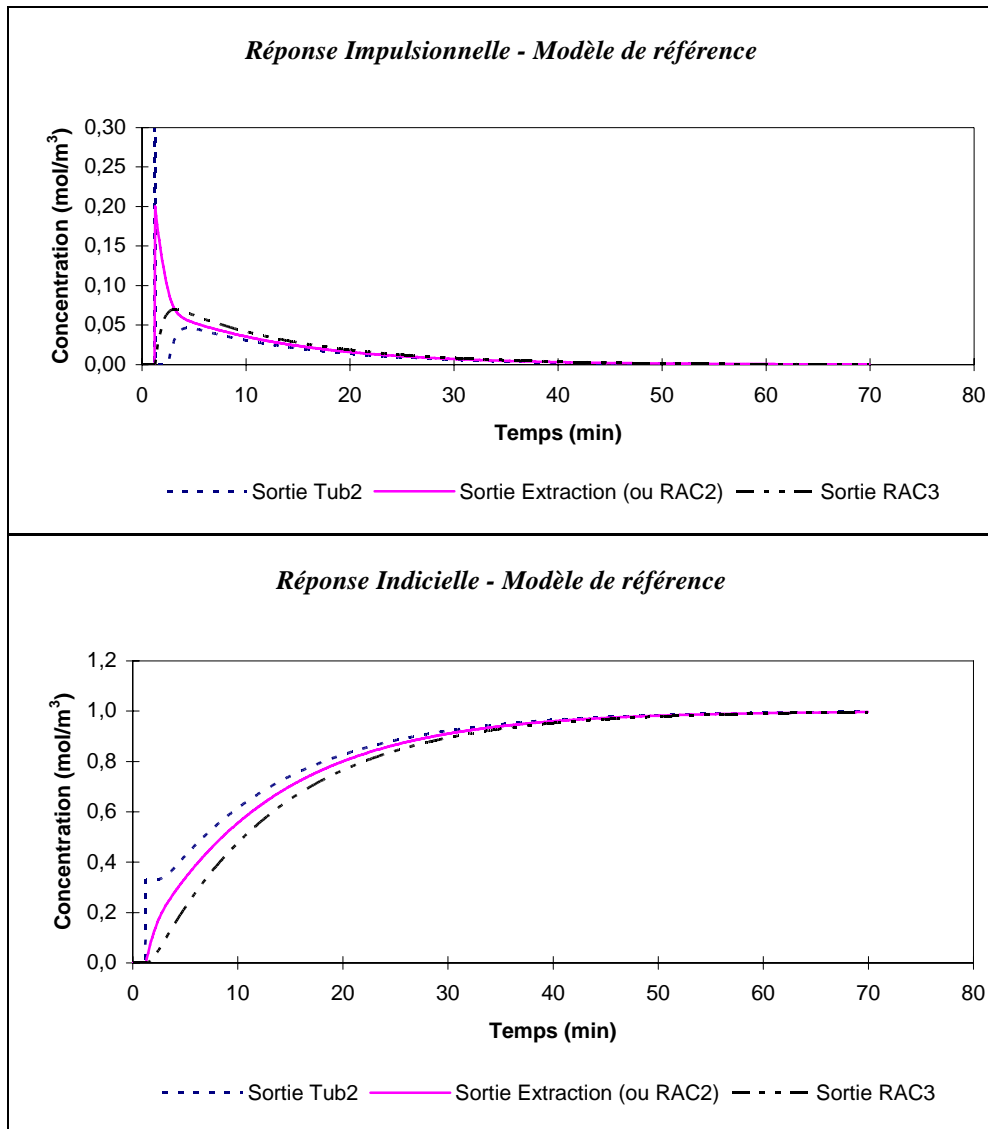 Réponse Impulsionnelle - Modèle de référence
Concentration (mol/m³)
0,30
0,25
0,20
0,15
0,10
0,05
0,00
0 10 20 30 40 50 60 70 80
Temps (min)
Sortie Tub2 Sortie Extraction (ou RAC2) Sortie RAC3
Réponse Indicielle - Modèle de référence
Concentration (mol/m³)
1,2
1,0
0,8
0,6
0,4
0,2
0,0
0 10 20 30 40 50 60 70 80
Temps (min)
Sortie Tub2 Sortie Extraction (ou RAC2) Sortie RAC3